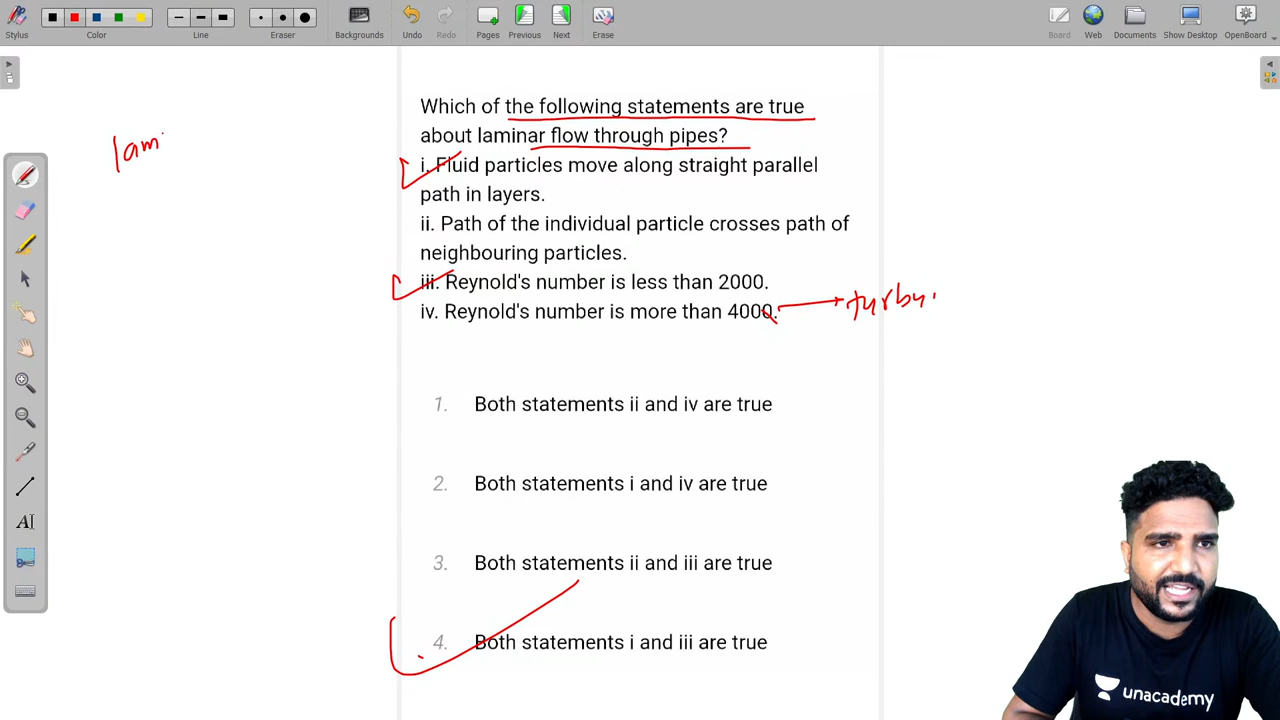 Stylus
Color
Line
Eraser
Backgrounds
Undo
Redo
Pages
Previous
Next
Erase
Board
Web
Documents
Show Desktop
OpenBoard
lam
Which of the following statements are true
about laminar flow through pipes?
i. Fluid particles move along straight parallel
path in layers.
ii. Path of the individual particle crosses path of
neighbouring particles.
iii. Reynold's number is less than 2000.
iv. Reynold's number is more than 4000.
turbu
1. Both statements ii and iv are true
2. Both statements i and iv are true
3. Both statements ii and iii are true
4. Both statements i and iii are true
AI
unacademy